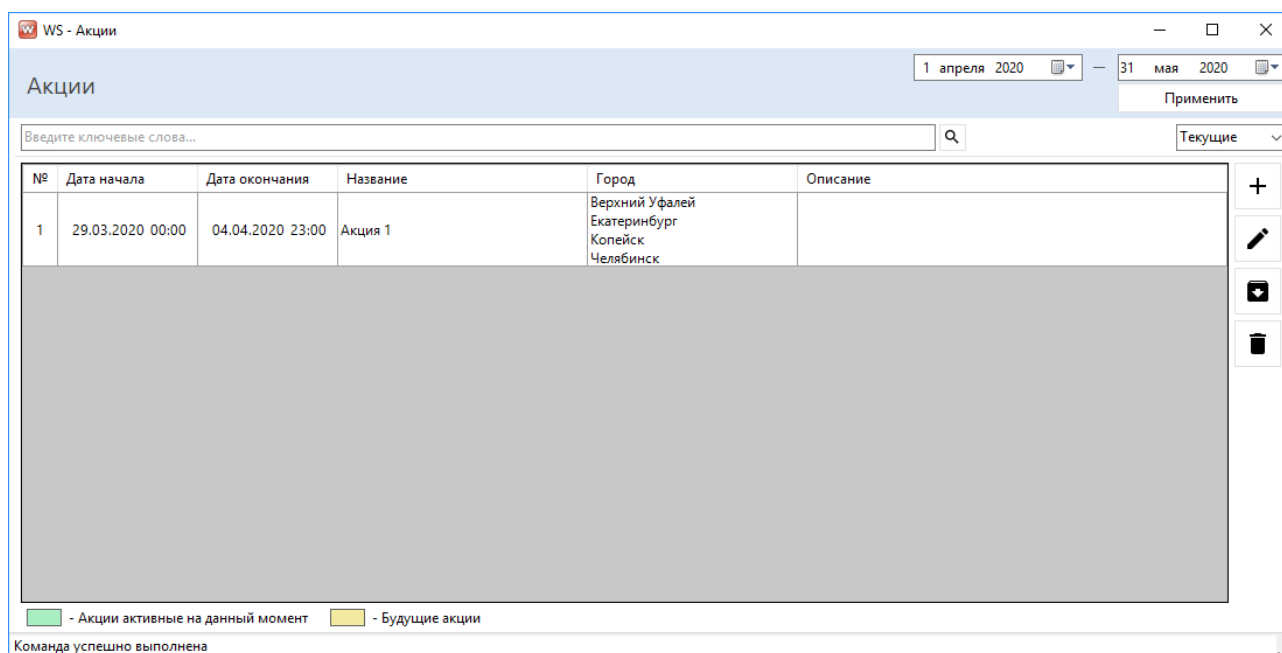 WS - Акции
Акции
1 апреля 2020 — 31 мая 2020
Применить
Введите ключевые слова...
Текущие
№ Дата начала Дата окончания Название Город Описание
1 29.03.2020 00:00 04.04.2020 23:00 Акция 1
Верхний Уфалей
Екатеринбург
Копейск
Челябинск
- Акции активные на данный момент - Будущие акции
Команда успешно выполнена